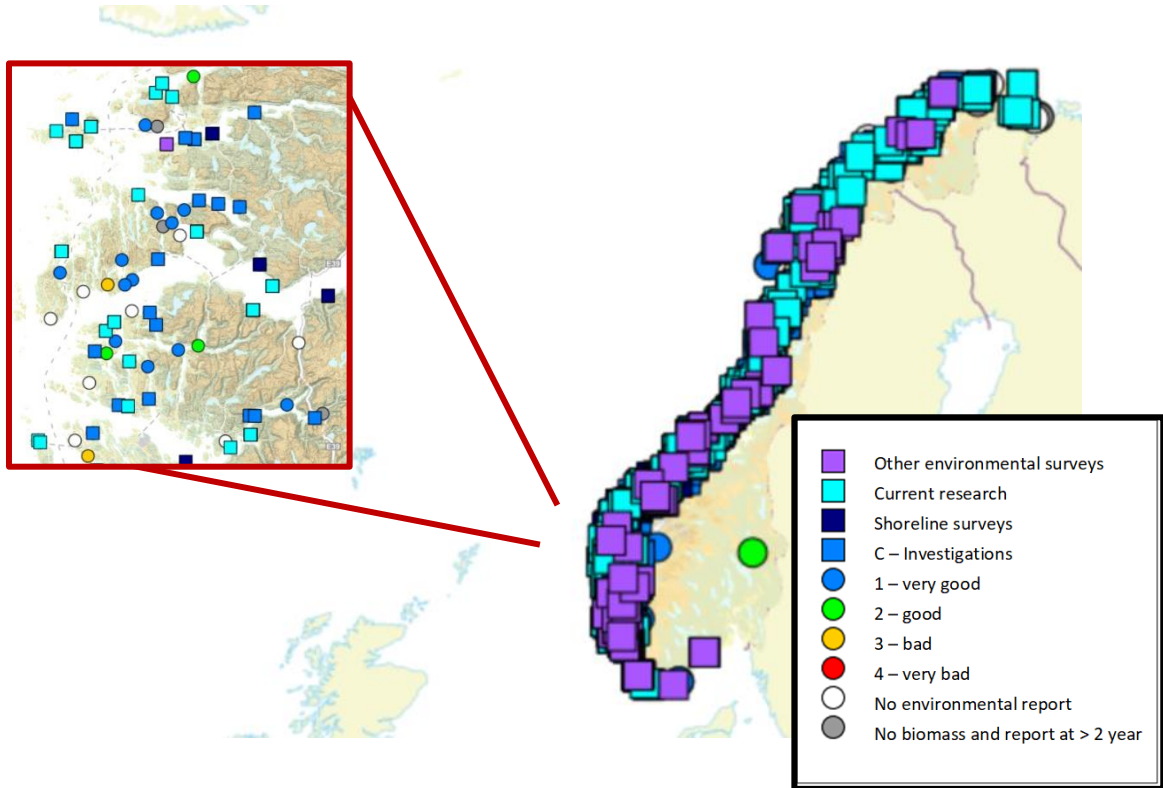 Other environmental surveys
Current research
Shoreline surveys
C – Investigations
1 – very good
2 – good
3 – bad
4 – very bad
No environmental report
No biomass and report at > 2 year